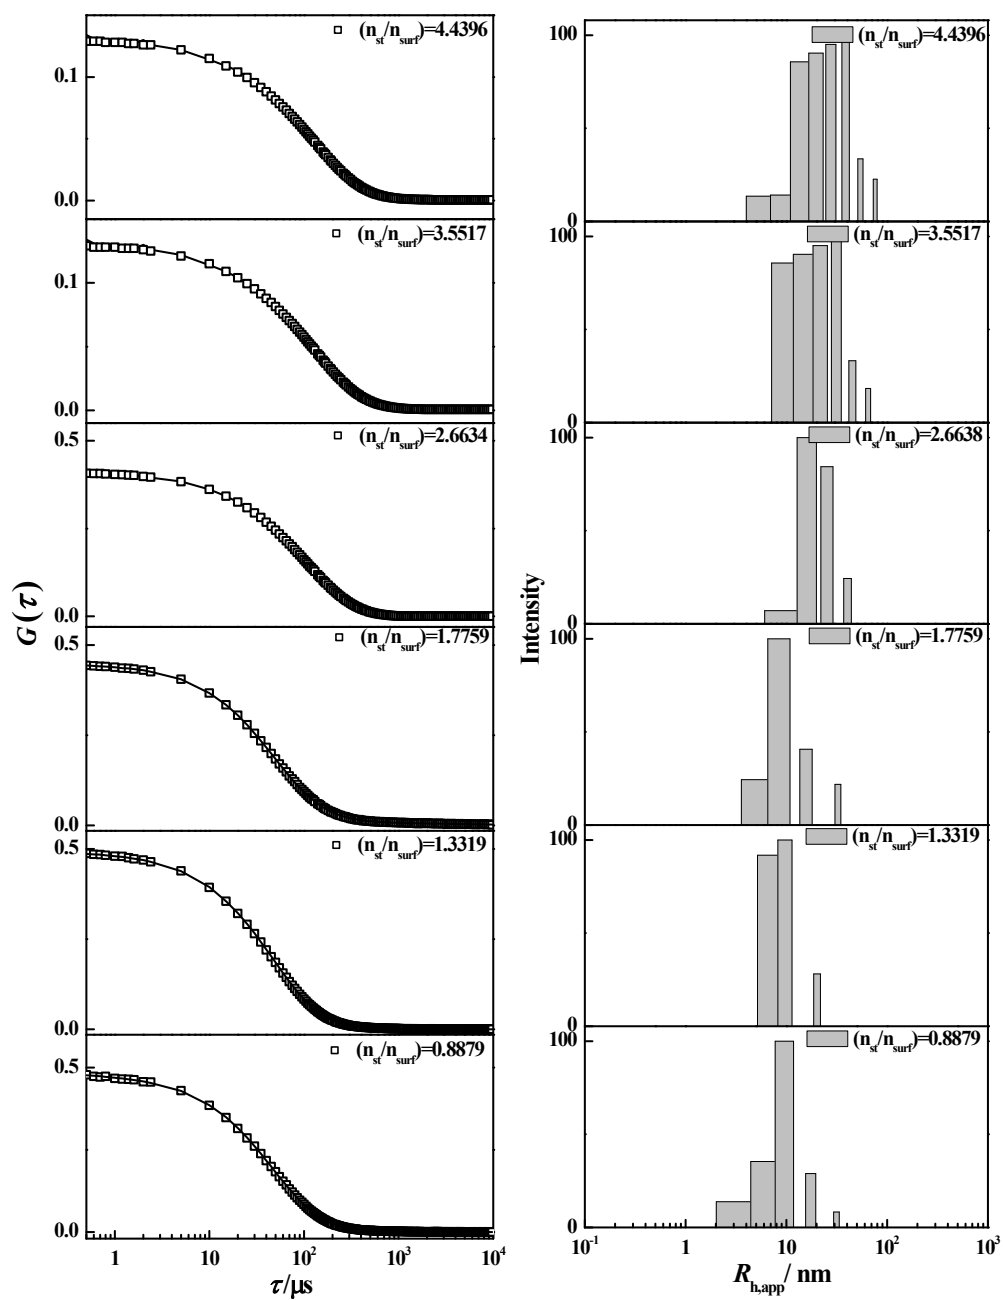 (n_st/n_surf)=4.4396
0.1
0.0
(n_st/n_surf)=3.5517
0.1
0.0
(n_st/n_surf)=2.6634
0.5
0.0
(n_st/n_surf)=1.7759
0.5
0.0
(n_st/n_surf)=1.3319
0.5
0.0
(n_st/n_surf)=0.8879
0.5
0.0
G(τ)
1 10¹ 10² 10³ 10⁴
τ/μs
100 (n_st/n_surf)=4.4396
0
100 (n_st/n_surf)=3.5517
0
100 (n_st/n_surf)=2.6638
0
100 (n_st/n_surf)=1.7759
0
100 (n_st/n_surf)=1.3319
0
100 (n_st/n_surf)=0.8879
0
Intensity
10⁻¹ 1 10 10² 10³
R_h,app/ nm